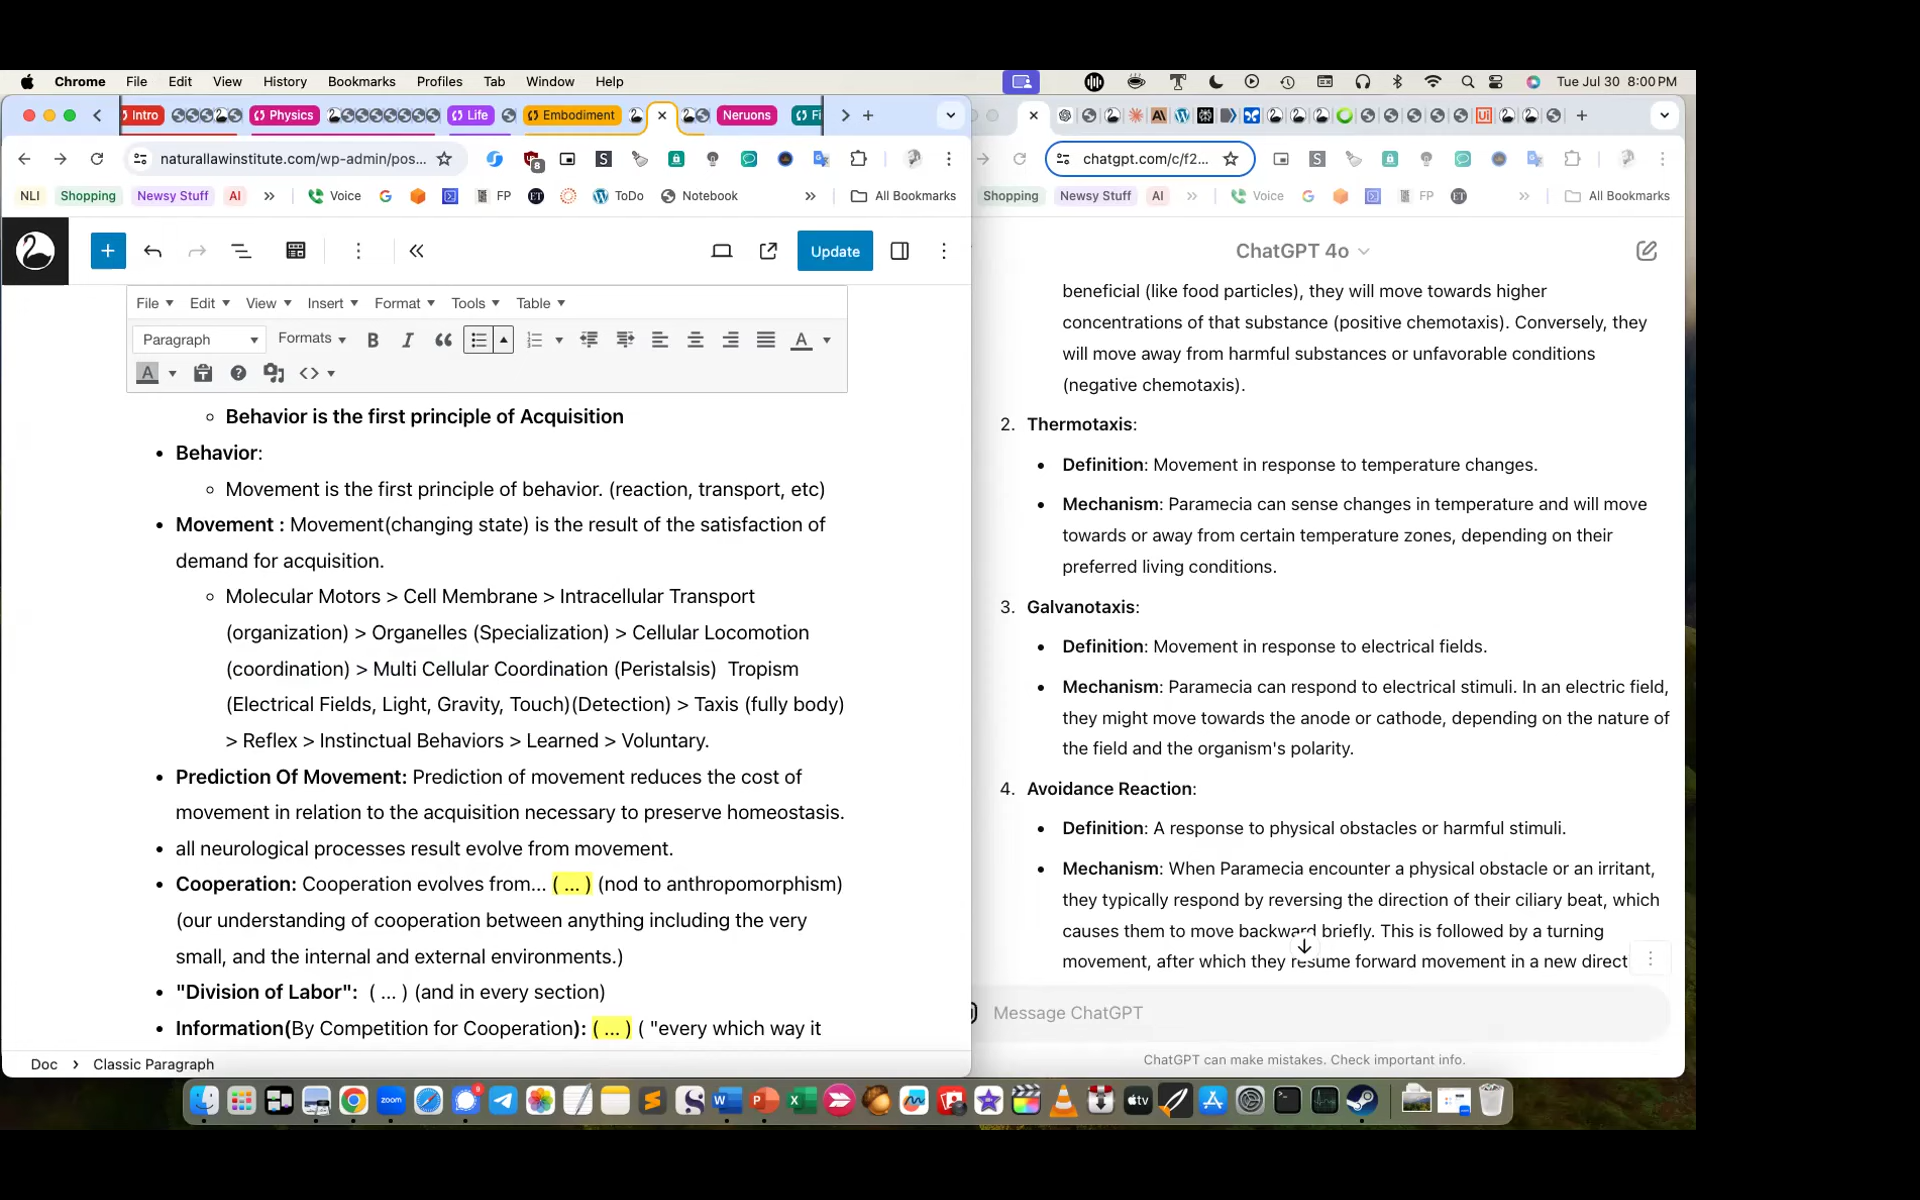 Chrome File Edit View History Bookmarks Profiles Tab Window Help Tue Jul 30 8:00 PM
Intro Physics Life Embodiment Neruons Fi
naturallawinstitute.com/wp-admin/pos...
8
NLI Shopping Newsy Stuff AI » Voice FP ToDo Notebook » All Bookmarks
Update
File Edit View Insert Format Tools Table
Paragraph Formats
Behavior is the first principle of Acquisition
Behavior:
Movement is the first principle of behavior. (reaction, transport, etc)
Movement : Movement(changing state) is the result of the satisfaction of
demand for acquisition.
Molecular Motors > Cell Membrane > Intracellular Transport
(organization) > Organelles (Specialization) > Cellular Locomotion
(coordination) > Multi Cellular Coordination (Peristalsis) Tropism
(Electrical Fields, Light, Gravity, Touch)(Detection) > Taxis (fully body)
> Reflex > Instinctual Behaviors > Learned > Voluntary.
Prediction Of Movement: Prediction of movement reduces the cost of
movement in relation to the acquisition necessary to preserve homeostasis.
all neurological processes result evolve from movement.
Cooperation: Cooperation evolves from... ( ... ) (nod to anthropomorphism)
(our understanding of cooperation between anything including the very
small, and the internal and external environments.)
"Division of Labor": ( ... ) (and in every section)
Information(By Competition for Cooperation): ( ... ) ( "every which way it
Doc › Classic Paragraph
chatgpt.com/c/f2...
Shopping Newsy Stuff AI » Voice FP » All Bookmarks
ChatGPT 4o
beneficial (like food particles), they will move towards higher
concentrations of that substance (positive chemotaxis). Conversely, they
will move away from harmful substances or unfavorable conditions
(negative chemotaxis).
2. Thermotaxis:
Definition: Movement in response to temperature changes.
Mechanism: Paramecia can sense changes in temperature and will move
towards or away from certain temperature zones, depending on their
preferred living conditions.
3. Galvanotaxis:
Definition: Movement in response to electrical fields.
Mechanism: Paramecia can respond to electrical stimuli. In an electric field,
they might move towards the anode or cathode, depending on the nature of
the field and the organism's polarity.
4. Avoidance Reaction:
Definition: A response to physical obstacles or harmful stimuli.
Mechanism: When Paramecia encounter a physical obstacle or an irritant,
they typically respond by reversing the direction of their ciliary beat, which
causes them to move backward briefly. This is followed by a turning
movement, after which they resume forward movement in a new direct
Message ChatGPT
ChatGPT can make mistakes. Check important info.
zoom tv